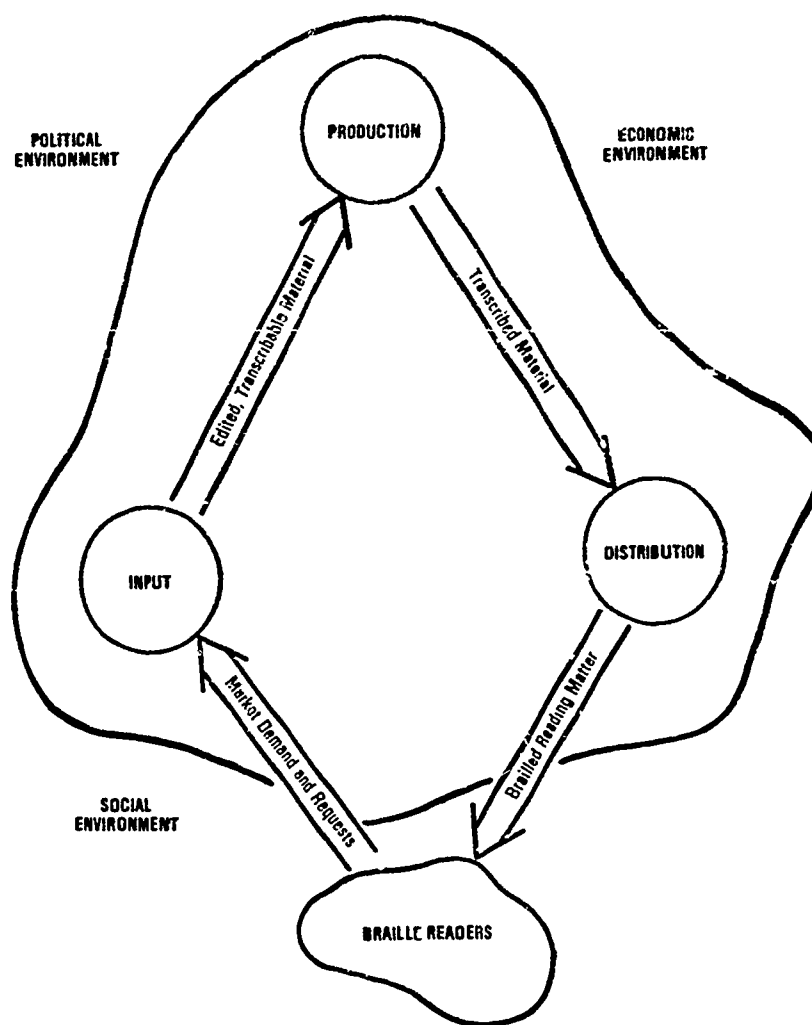 PRODUCTION
POLITICAL
ENVIRONMENT
ECONOMIC
ENVIRONMENT
Edited, Transcribable Material
Transcribed Material
INPUT
DISTRIBUTION
Market Demand and Requests
Brailled Reading Matter
SOCIAL
ENVIRONMENT
BRAILLE READERS